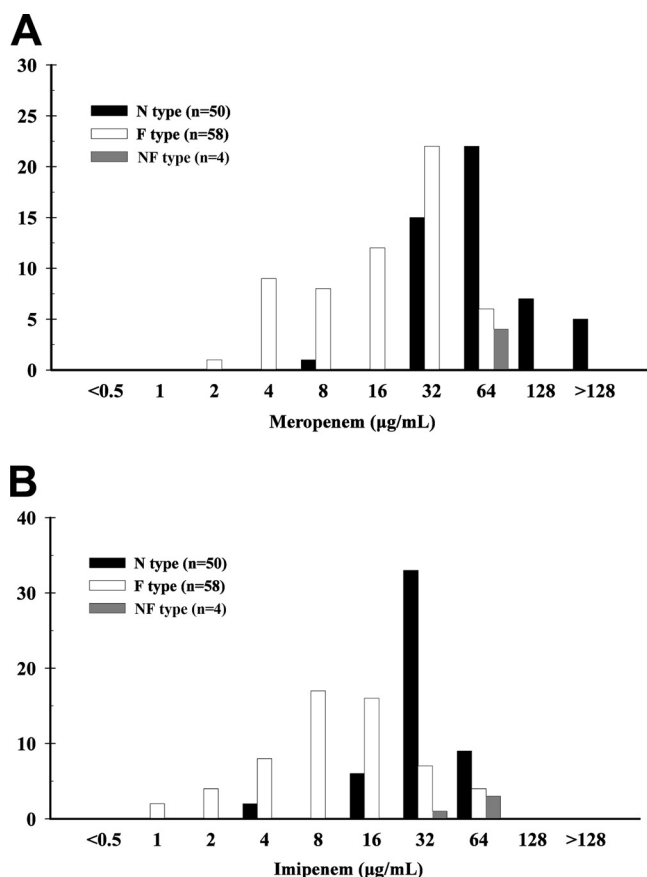 A
30
25
20
15
10
5
0
N type (n=50)
F type (n=58)
NF type (n=4)
<0.5 1 2 4 8 16 32 64 128 >128
Meropenem (µg/mL)
B
40
30
20
10
0
N type (n=50)
F type (n=58)
NF type (n=4)
<0.5 1 2 4 8 16 32 64 128 >128
Imipenem (µg/mL)